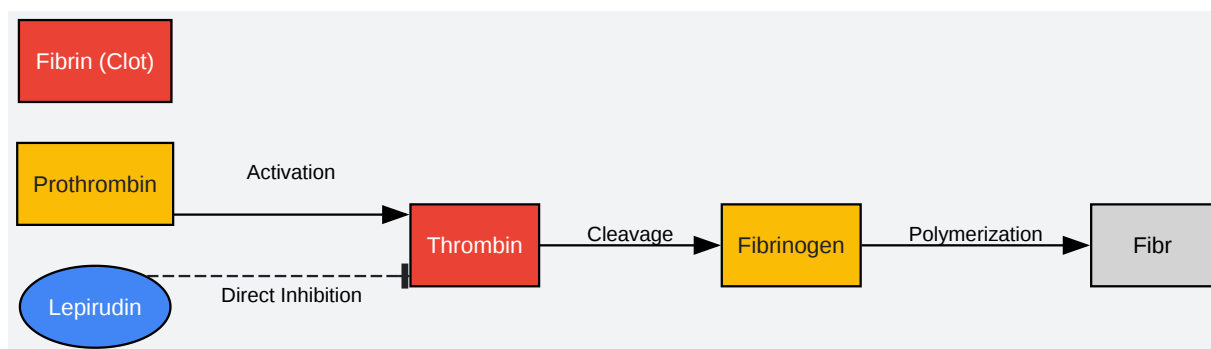 Fibrin (Clot)
Prothrombin
Activation
Thrombin
Cleavage
Fibrinogen
Polymerization
Fibr
Lepirudin
Direct Inhibition